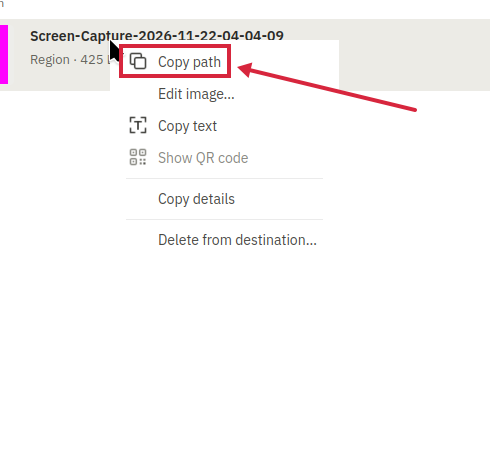 Screen-Capture-2026-11-22-04-04-09
Region · 425
Copy path
Edit image...
Copy text
Show QR code
Copy details
Delete from destination...